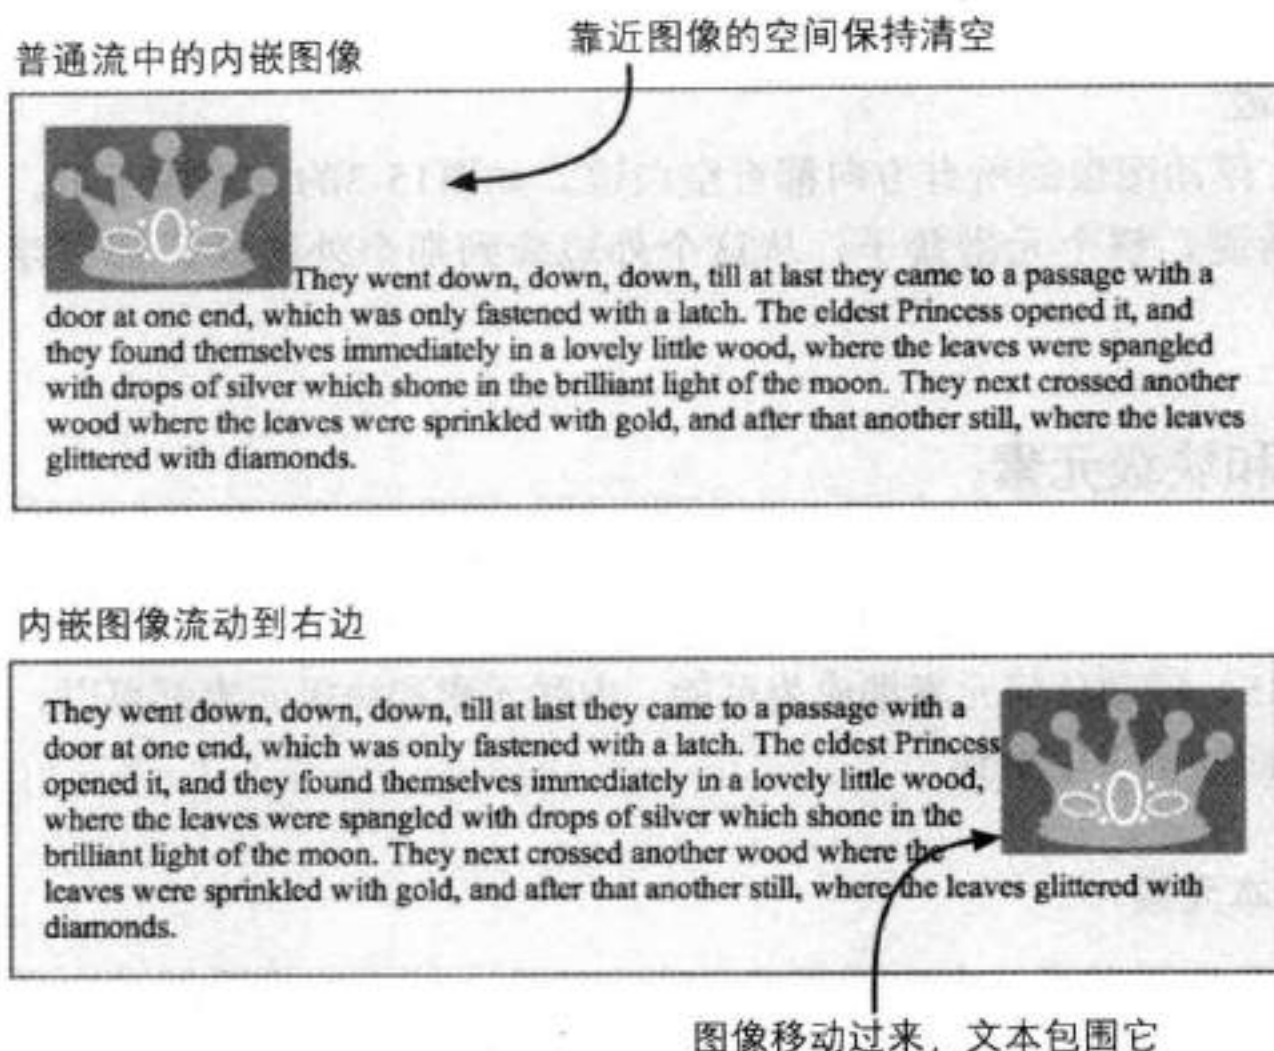 普通流中的内嵌图像
靠近图像的空间保持清空
They went down, down, down, till at last they came to a passage with a
door at one end, which was only fastened with a latch. The eldest Princess opened it, and
they found themselves immediately in a lovely little wood, where the leaves were spangled
with drops of silver which shone in the brilliant light of the moon. They next crossed another
wood where the leaves were sprinkled with gold, and after that another still, where the leaves
glittered with diamonds.
内嵌图像流动到右边
They went down, down, down, till at last they came to a passage with a
door at one end, which was only fastened with a latch. The eldest Princess
opened it, and they found themselves immediately in a lovely little wood,
where the leaves were spangled with drops of silver which shone in the
brilliant light of the moon. They next crossed another wood where the
leaves were sprinkled with gold, and after that another still, where the leaves glittered with
diamonds.
图像移动过来，文本包围它